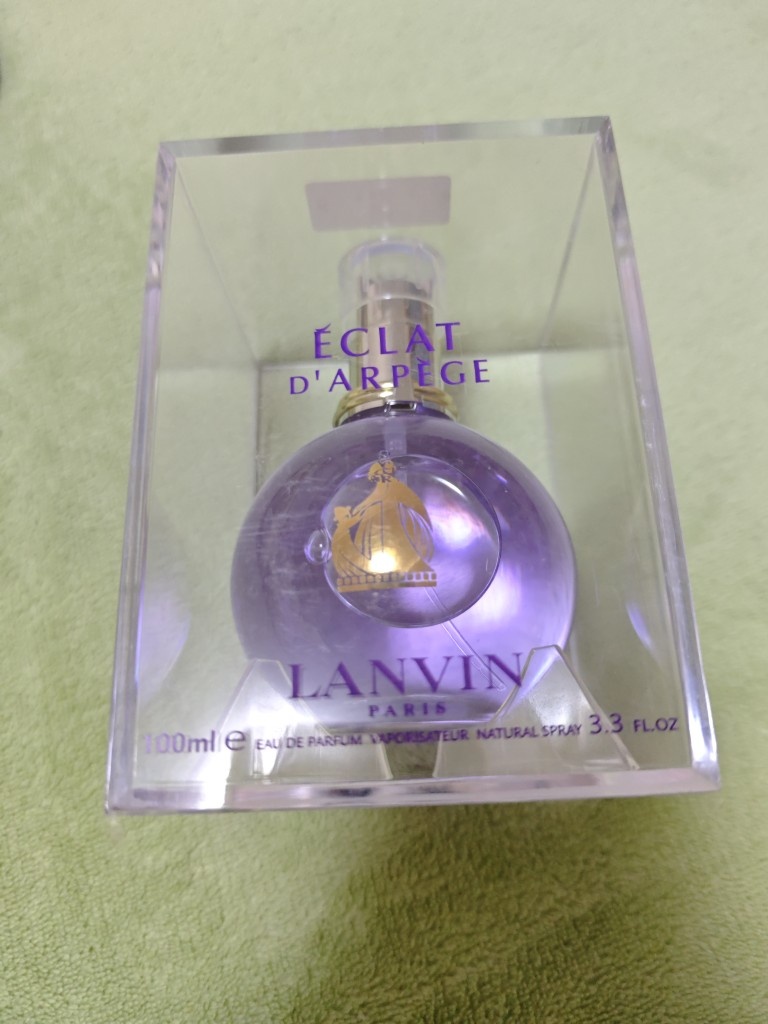 ÉCLAT
D'ARPÈGE
LANVIN
PARIS
100ml e EAU DE PARFUM VAPORISATEUR NATURAL SPRAY 3.3 FL.OZ